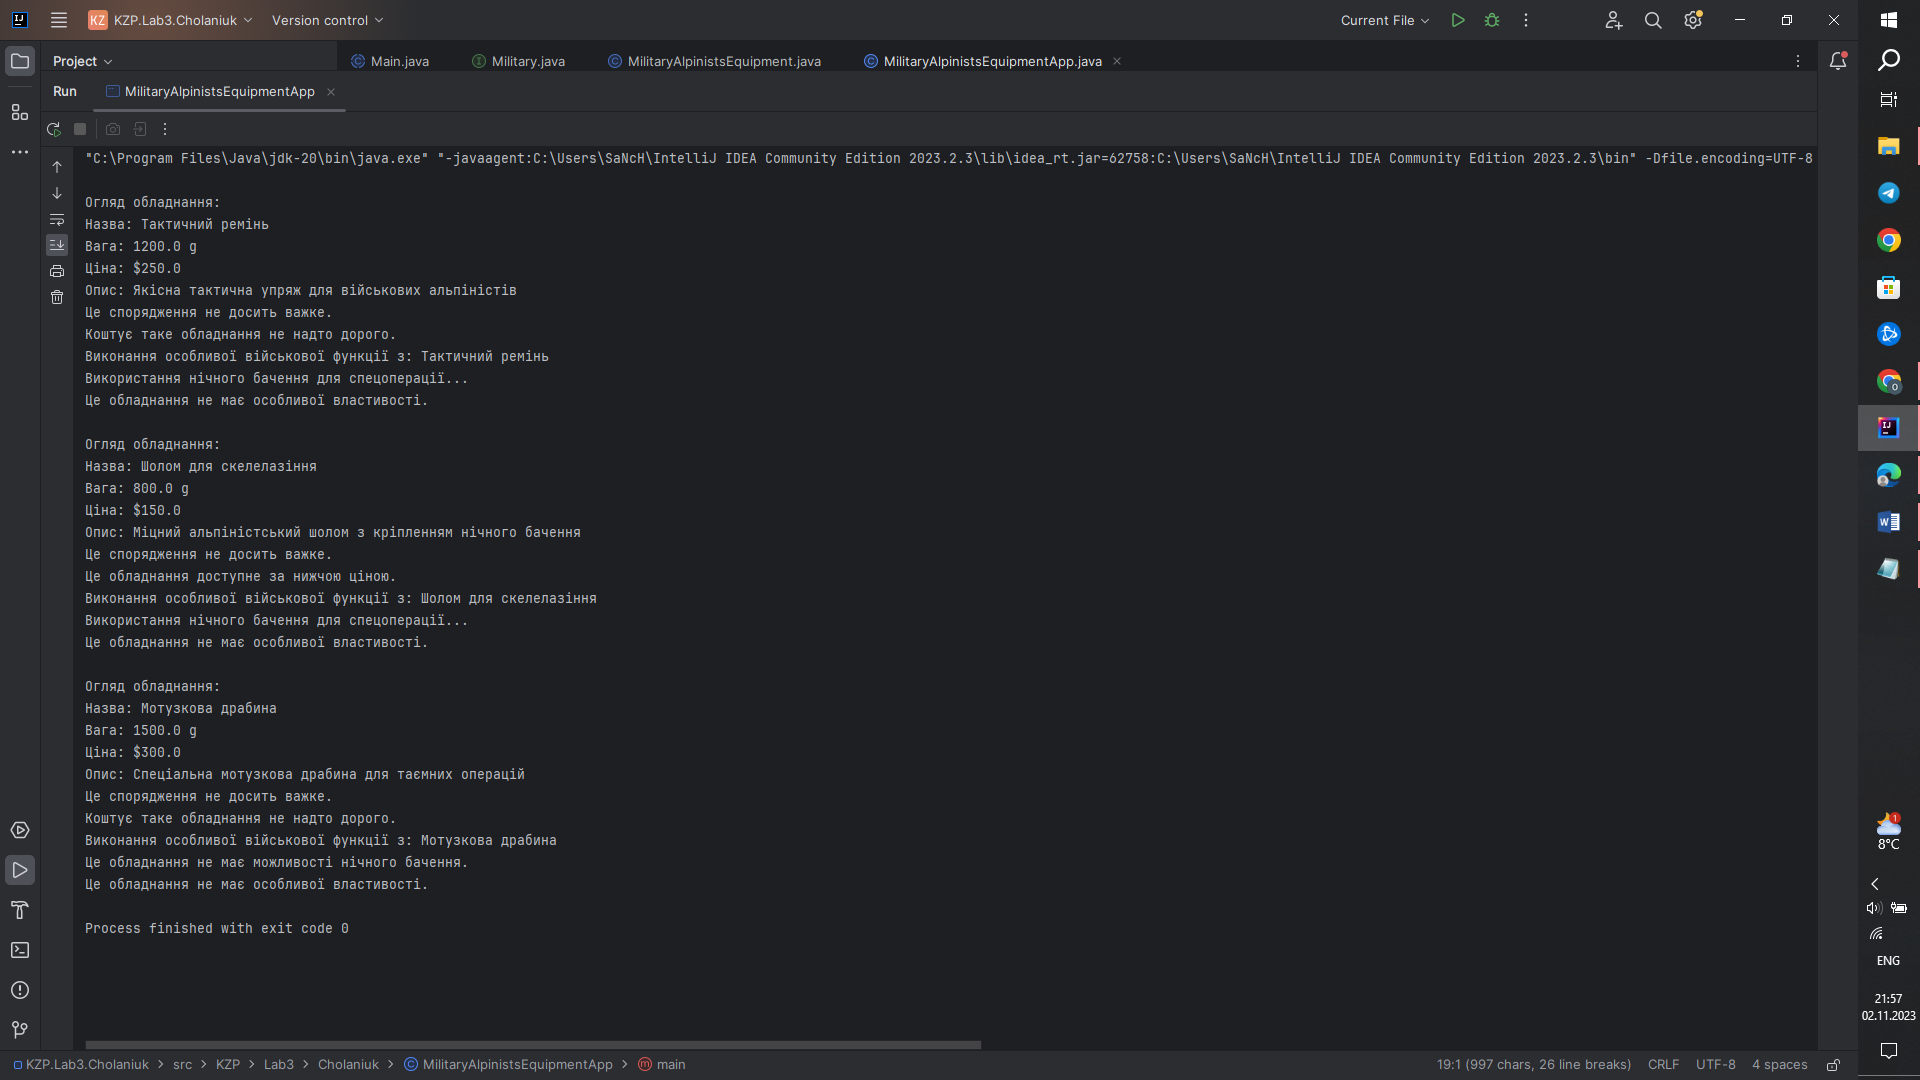 KZ KZP.Lab3.Cholaniuk Version control Current File
Project Main.java Military.java MilitaryAlpinistsEquipment.java MilitaryAlpinistsEquipmentApp.java
Run MilitaryAlpinistsEquipmentApp
"C:\Program Files\Java\jdk-20\bin\java.exe" "-javaagent:C:\Users\SaNcH\IntelliJ IDEA Community Edition 2023.2.3\lib\idea_rt.jar=62758:C:\Users\SaNcH\IntelliJ IDEA Community Edition 2023.2.3\bin" -Dfile.encoding=UTF-8
Огляд обладнання:
Назва: Тактичний ремінь
Вага: 1200.0 g
Ціна: $250.0
Опис: Якісна тактична упряж для військових альпіністів
Це спорядження не досить важке.
Коштує таке обладнання не надто дорого.
Виконання особливої військової функції з: Тактичний ремінь
Використання нічного бачення для спецоперації...
Це обладнання не має особливої властивості.
Огляд обладнання:
Назва: Шолом для скелелазіння
Вага: 800.0 g
Ціна: $150.0
Опис: Міцний альпіністський шолом з кріпленням нічного бачення
Це спорядження не досить важке.
Це обладнання доступне за нижчою ціною.
Виконання особливої військової функції з: Шолом для скелелазіння
Використання нічного бачення для спецоперації...
Це обладнання не має особливої властивості.
Огляд обладнання:
Назва: Мотузкова драбина
Вага: 1500.0 g
Ціна: $300.0
Опис: Спеціальна мотузкова драбина для таємних операцій
Це спорядження не досить важке.
Коштує таке обладнання не надто дорого.
Виконання особливої військової функції з: Мотузкова драбина
Це обладнання не має можливості нічного бачення.
Це обладнання не має особливої властивості.
Process finished with exit code 0
KZP.Lab3.Cholaniuk > src > KZP > Lab3 > Cholaniuk > MilitaryAlpinistsEquipmentApp > main 19:1 (997 chars, 26 line breaks) CRLF UTF-8 4 spaces
1
8°C
ENG
21:57
02.11.2023